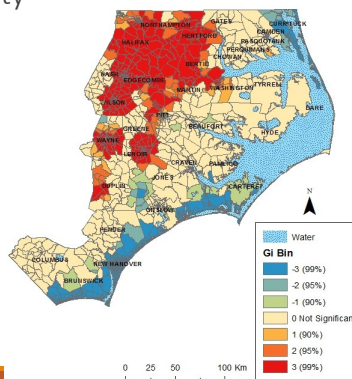 NORTHAMPTON
GATES
CURRITUCK
CAMDEN
HERTFORD
PASQUOTANK
HALIFAX
PERQUIMANS
CHOWAN
BERTIE
NASH
EDGECOMBE
TYRRELL
MARTIN
WASHINGTON
WILSON
DARE
PITT
GREENE
BEAUFORT
HYDE
WAYNE
LENOIR
CRAVEN
PAMLICO
JONES
DUPLIN
CARTERET
ONSLOW
PENDER
COLUMBUS
NEW HANOVER
BRUNSWICK
N
Water
Gi Bin
-3 (99%)
-2 (95%)
-1 (90%)
0 Not Significan
1 (90%)
2 (95%)
3 (99%)
0 25 50 100 Km